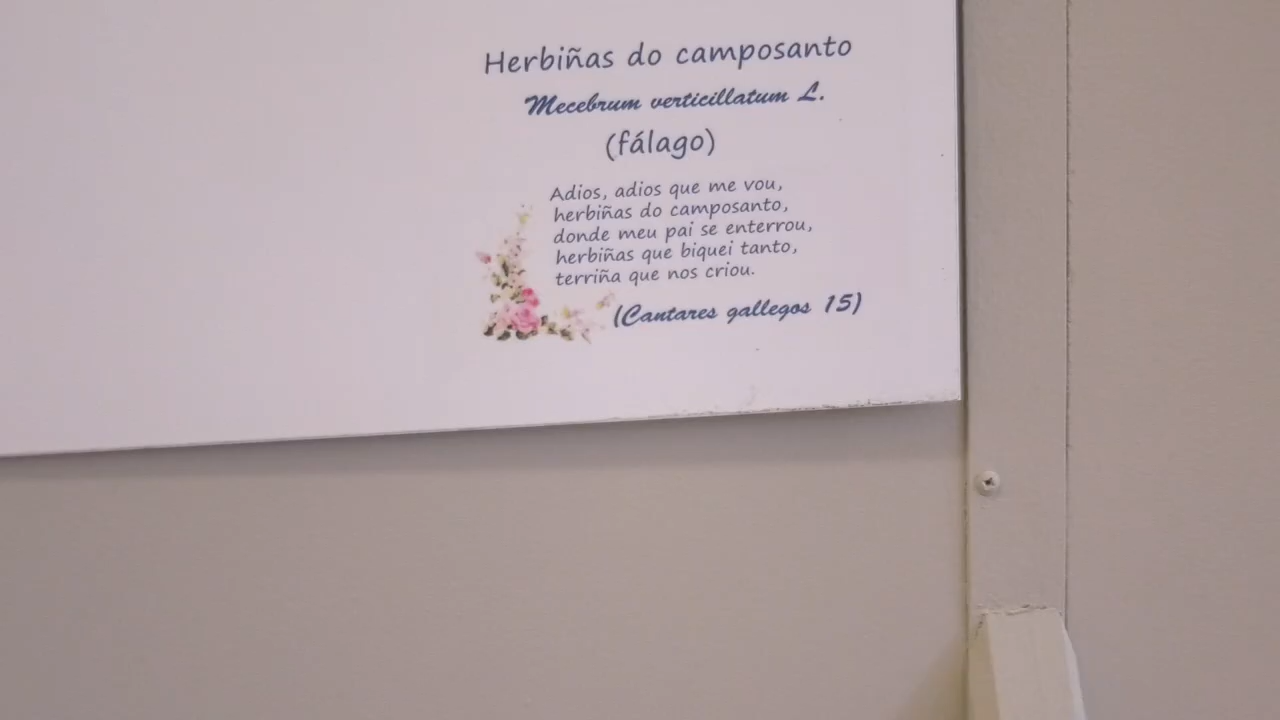 Herbiñas do camposanto
Mecebrum verticillatum L.
(fálago)
Adios, adios que me vou,
herbiñas do camposanto,
donde meu pai se enterrou,
herbiñas que biquei tanto,
terriña que nos criou.
(Cantares gallegos 15)